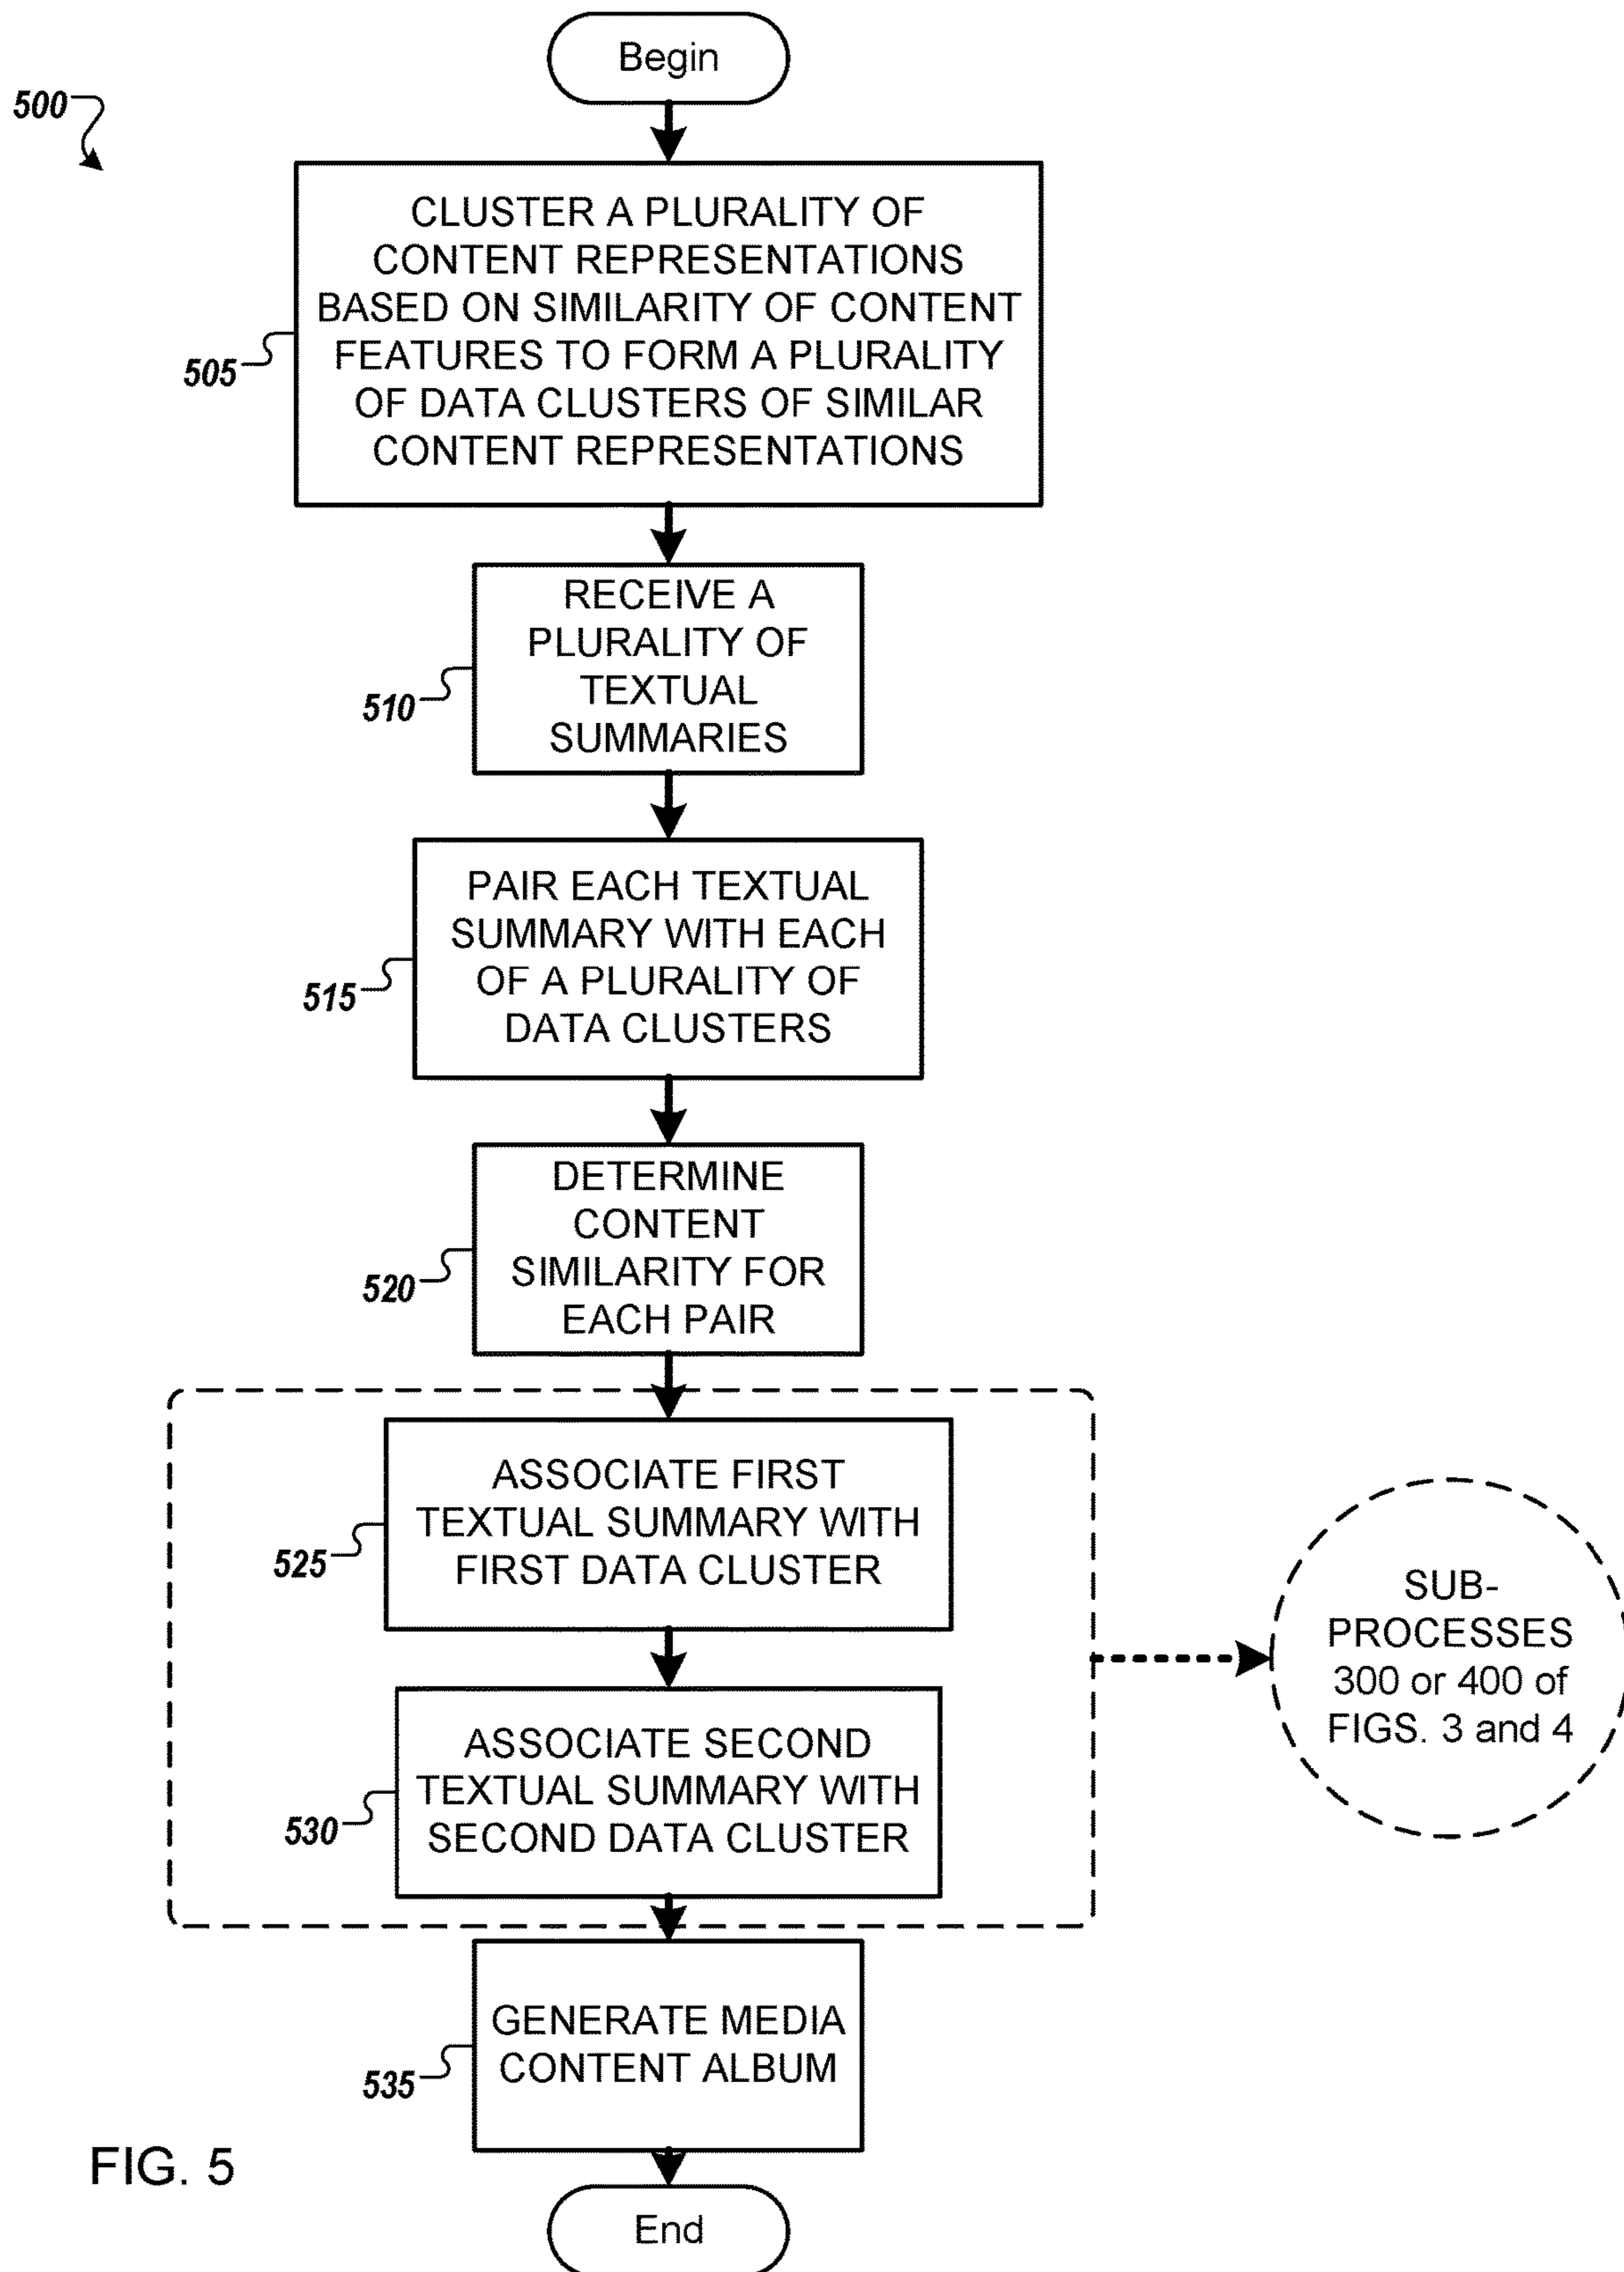 Begin
500
CLUSTER A PLURALITY OF
CONTENT REPRESENTATIONS
BASED ON SIMILARITY OF CONTENT
FEATURES TO FORM A PLURALITY
OF DATA CLUSTERS OF SIMILAR
CONTENT REPRESENTATIONS
505
RECEIVE A
PLURALITY OF
TEXTUAL
SUMMARIES
510
PAIR EACH TEXTUAL
SUMMARY WITH EACH
OF A PLURALITY OF
DATA CLUSTERS
515
DETERMINE
CONTENT
SIMILARITY FOR
EACH PAIR
520
ASSOCIATE FIRST
TEXTUAL SUMMARY WITH
FIRST DATA CLUSTER
525
ASSOCIATE SECOND
TEXTUAL SUMMARY WITH
SECOND DATA CLUSTER
530
SUB-
PROCESSES
300 or 400 of
FIGS. 3 and 4
GENERATE MEDIA
CONTENT ALBUM
535
FIG. 5
End